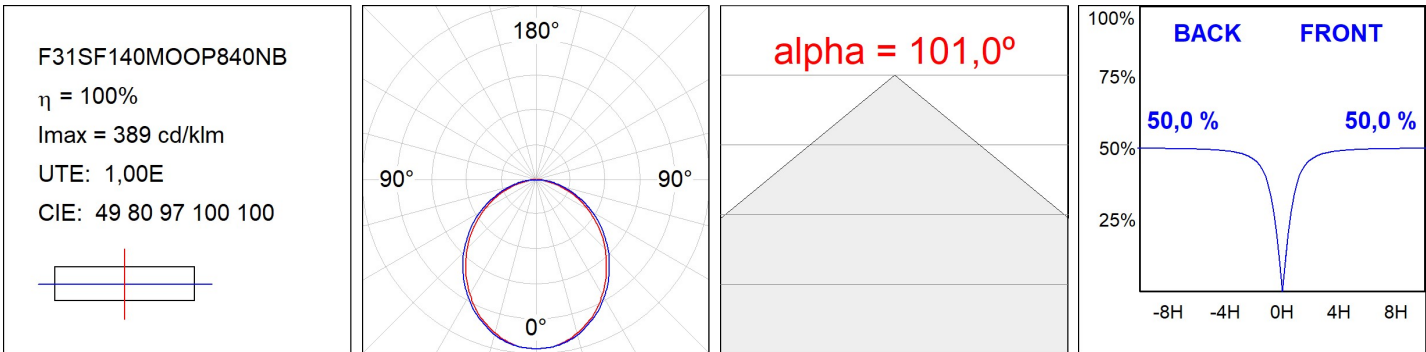 F31SF140MOOP840NB
η = 100%
Imax = 389 cd/klm
UTE: 1,00E
CIE: 49 80 97 100 100
180°
90° 90°
0°
alpha = 101,0º
100%
BACK FRONT
75%
50,0 % 50,0 %
50%
25%
-8H -4H 0H 4H 8H